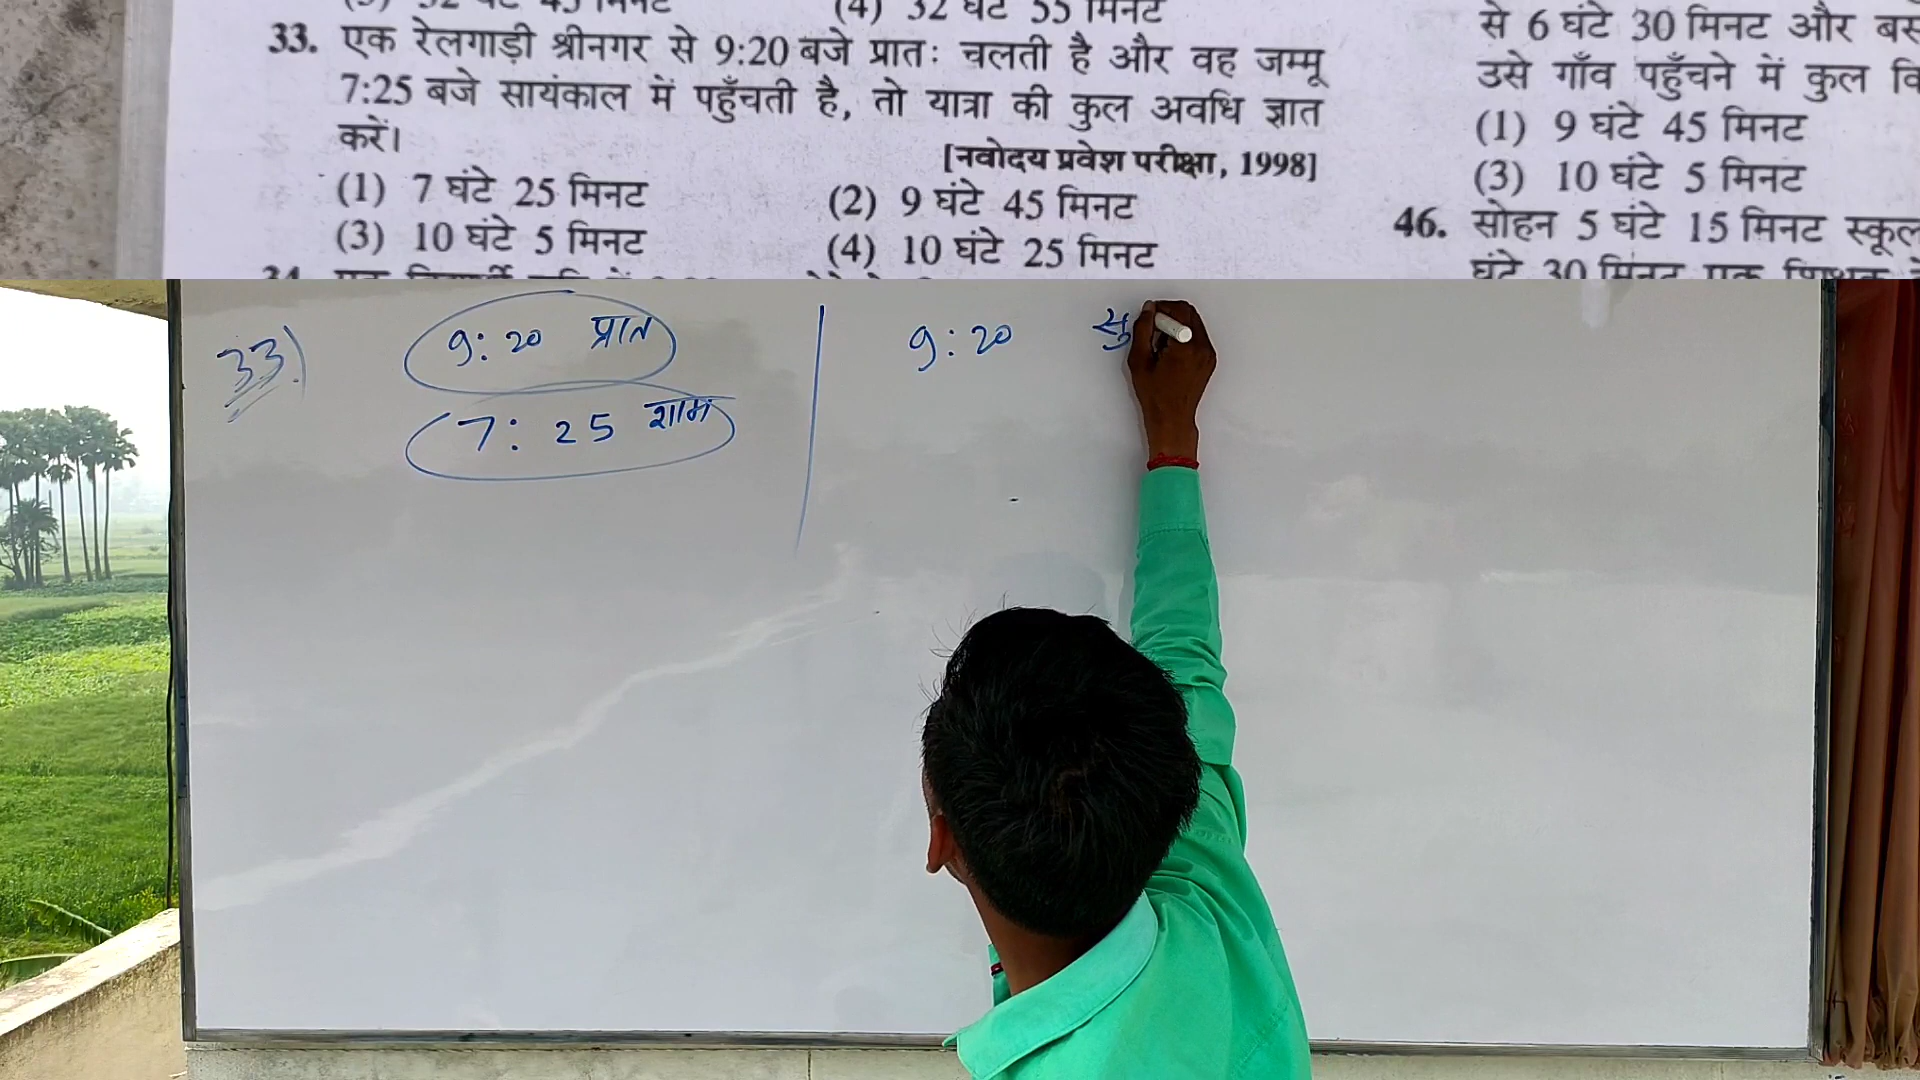 (4) 32 घंटे 55 मिनट
33. एक रेलगाड़ी श्रीनगर से 9:20 बजे प्रातः चलती है और वह जम्मू
7:25 बजे सायंकाल में पहुँचती है, तो यात्रा की कुल अवधि ज्ञात
करें।
[नवोदय प्रवेश परीक्षा, 1998]
(1) 7 घंटे 25 मिनट (2) 9 घंटे 45 मिनट
(3) 10 घंटे 5 मिनट (4) 10 घंटे 25 मिनट
से 6 घंटे 30 मिनट और बस
उसे गाँव पहुँचने में कुल
(1) 9 घंटे 45 मिनट
(3) 10 घंटे 5 मिनट
46. सोहन 5 घंटे 15 मिनट स्कूल
घंटे 30 मिनट एक
33)
9:20 प्रात
7:25 शाम
9:20 सु